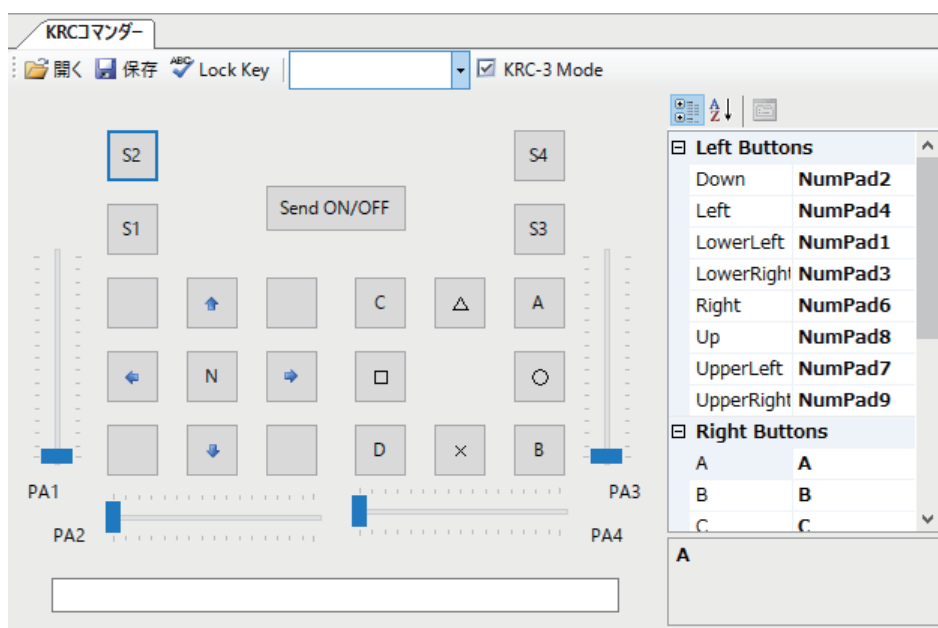 KRCコマンダー
開く 保存 ABC Lock Key KRC-3 Mode
A Z
S2 S4
Send ON/OFF
S1 S3
C △ A
N □ ○
D × B
PA1 PA3
PA2 PA4
Left Buttons
Down NumPad2
Left NumPad4
LowerLeft NumPad1
LowerRight NumPad3
Right NumPad6
Up NumPad8
UpperLeft NumPad7
UpperRight NumPad9
Right Buttons
A A
B B
C C
A